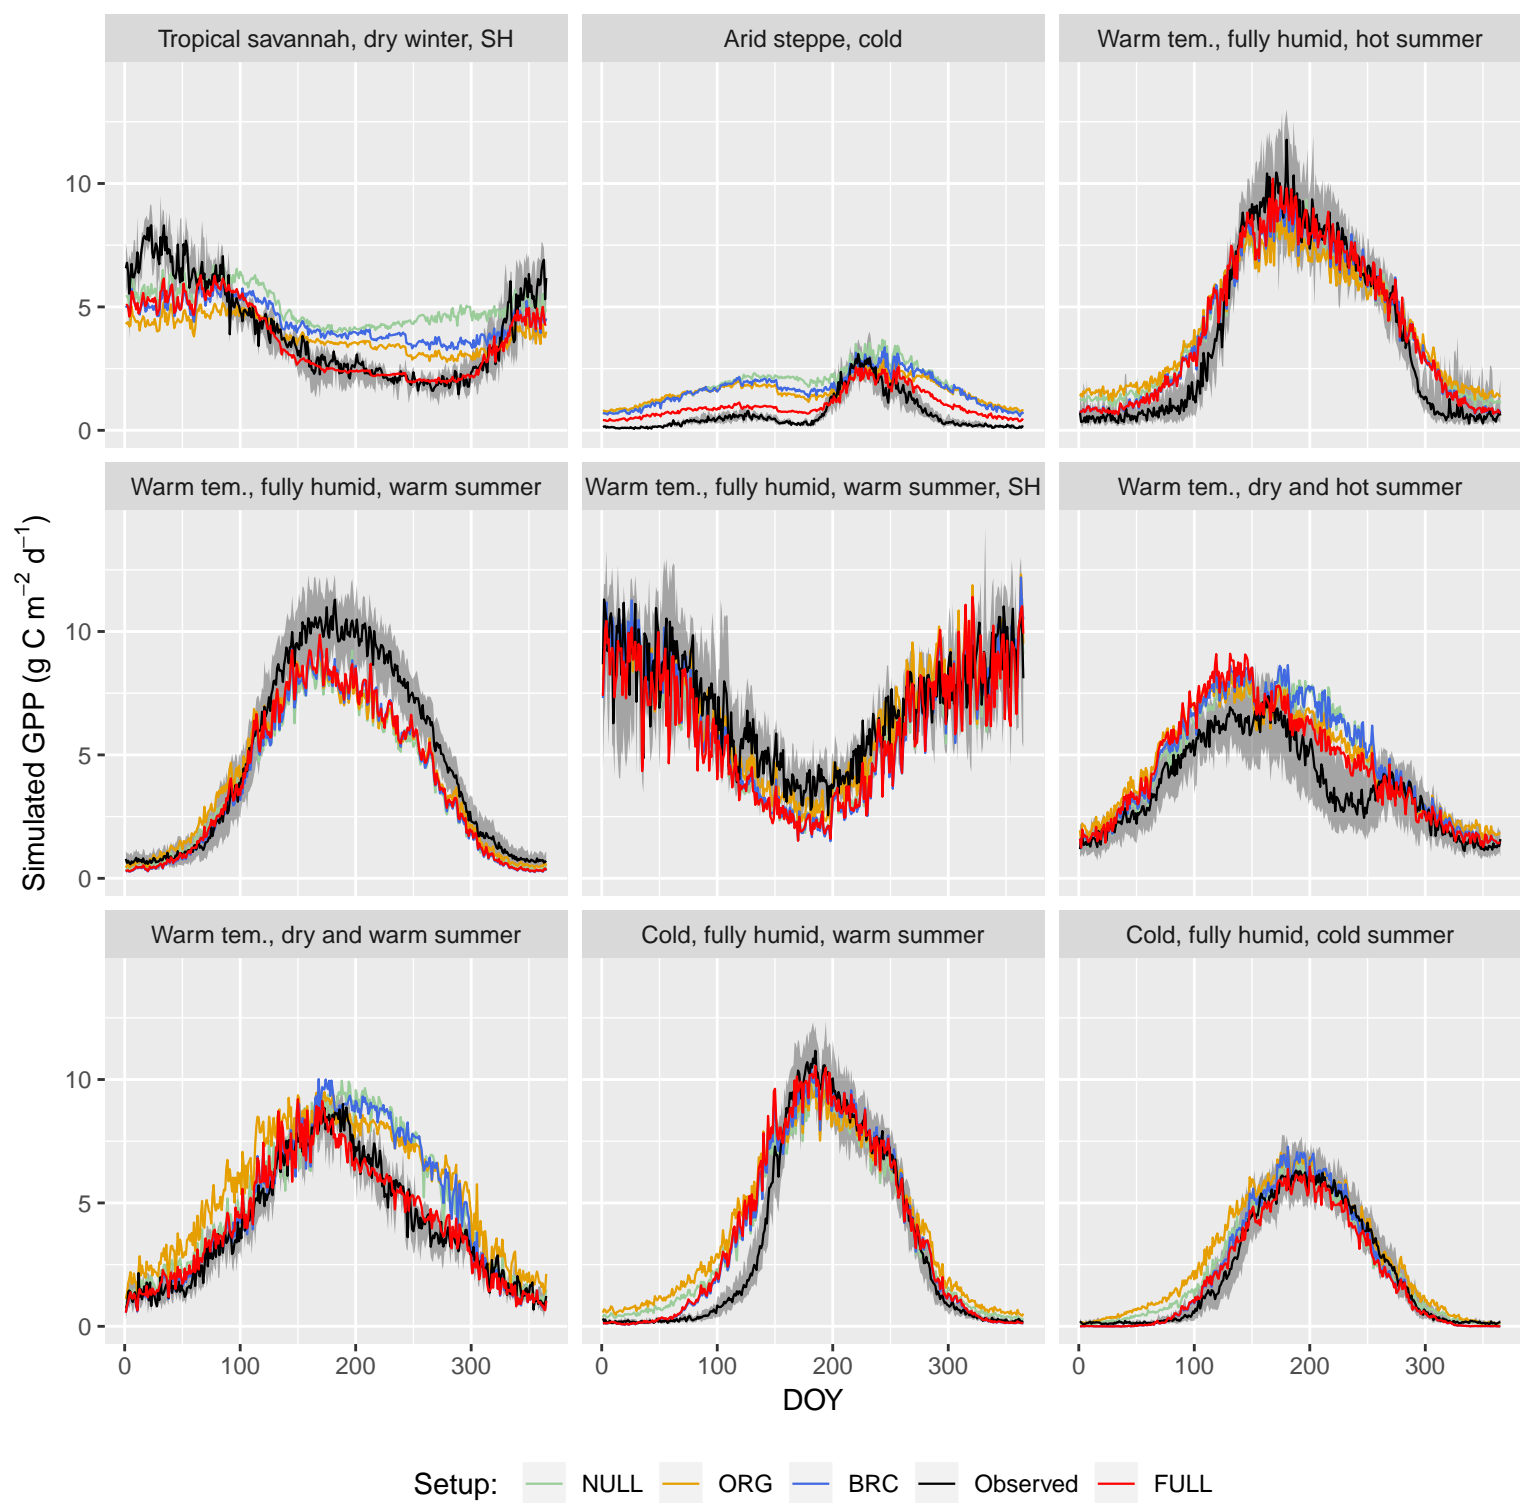 Tropical savannah, dry winter, SH
Arid steppe, cold
Warm tem., fully humid, hot summer
10
5
0
Warm tem., fully humid, warm summer
Warm tem., fully humid, warm summer, SH
Warm tem., dry and hot summer
Simulated GPP (g C m⁻² d⁻¹)
10
5
0
Warm tem., dry and warm summer
Cold, fully humid, warm summer
Cold, fully humid, cold summer
10
5
0
0 100 200 300
0 100 200 300
0 100 200 300
DOY
Setup: NULL ORG BRC Observed FULL